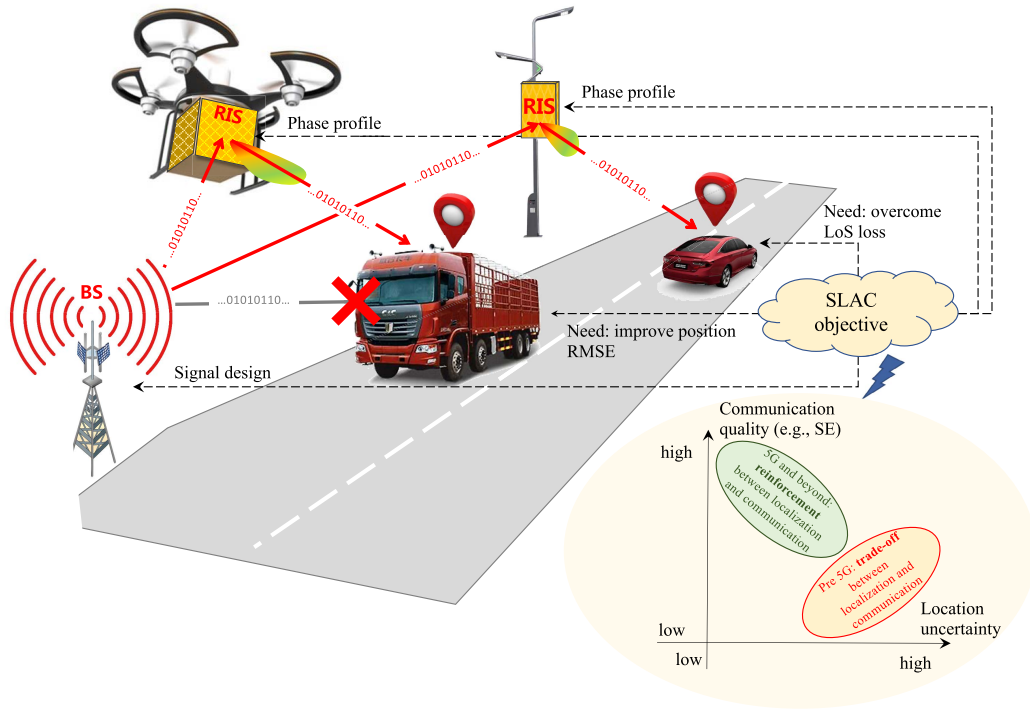 RIS
Phase profile
RIS
Phase profile
...01010110...
...01010110...
...01010110...
...01010110...
Need: overcome
LoS loss
BS
...01010110...
SLAC
objective
Need: improve position
RMSE
Signal design
Communication
quality (e.g., SE)
high
5G and beyond:
reinforcement
between localization
and communication
Pre 5G: trade-off
between
localization and
communication
Location
uncertainty
low
low
high